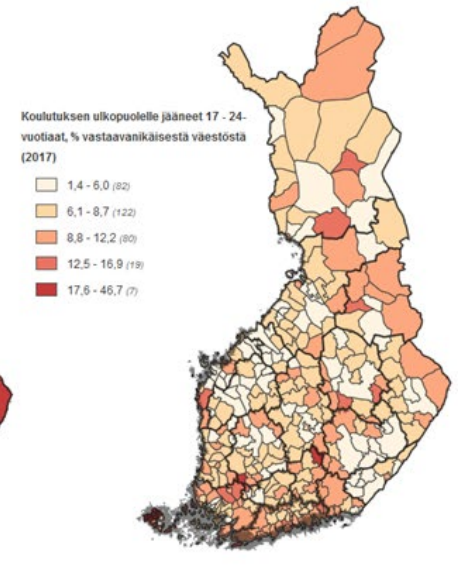 Koulutuksen ulkopuolelle jääneet 17 - 24-
vuotiaat, % vastaavanikäisestä väestöstä
(2017)
1,4 - 6,0 (82)
6,1 - 8,7 (122)
8,8 - 12,2 (80)
12,5 - 16,9 (19)
17,6 - 46,7 (7)